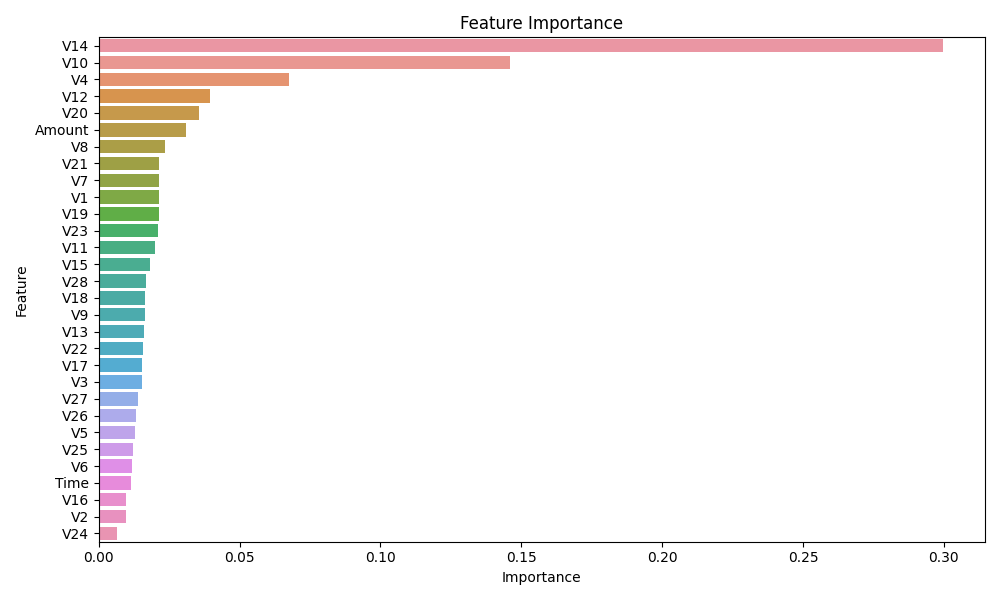 Feature Importance
V14
V10
V4
V12
V20
Amount
V8
V21
V7
V1
V19
V23
V11
V15
V28
V18
V9
V13
V22
V17
V3
V27
V26
V5
V25
V6
Time
V16
V2
V24
Feature
0.00 0.05 0.10 0.15 0.20 0.25 0.30
Importance